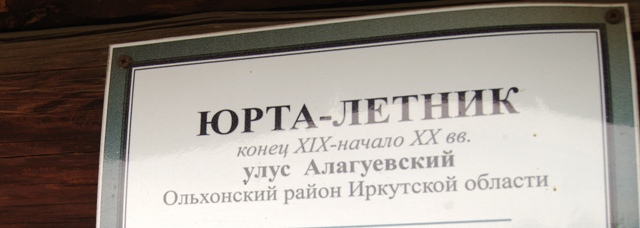 ЮРТА-ЛЕТНИК
конец XIX-начало XX вв.
улус Алагуевский
Ольхонский район Иркутской области